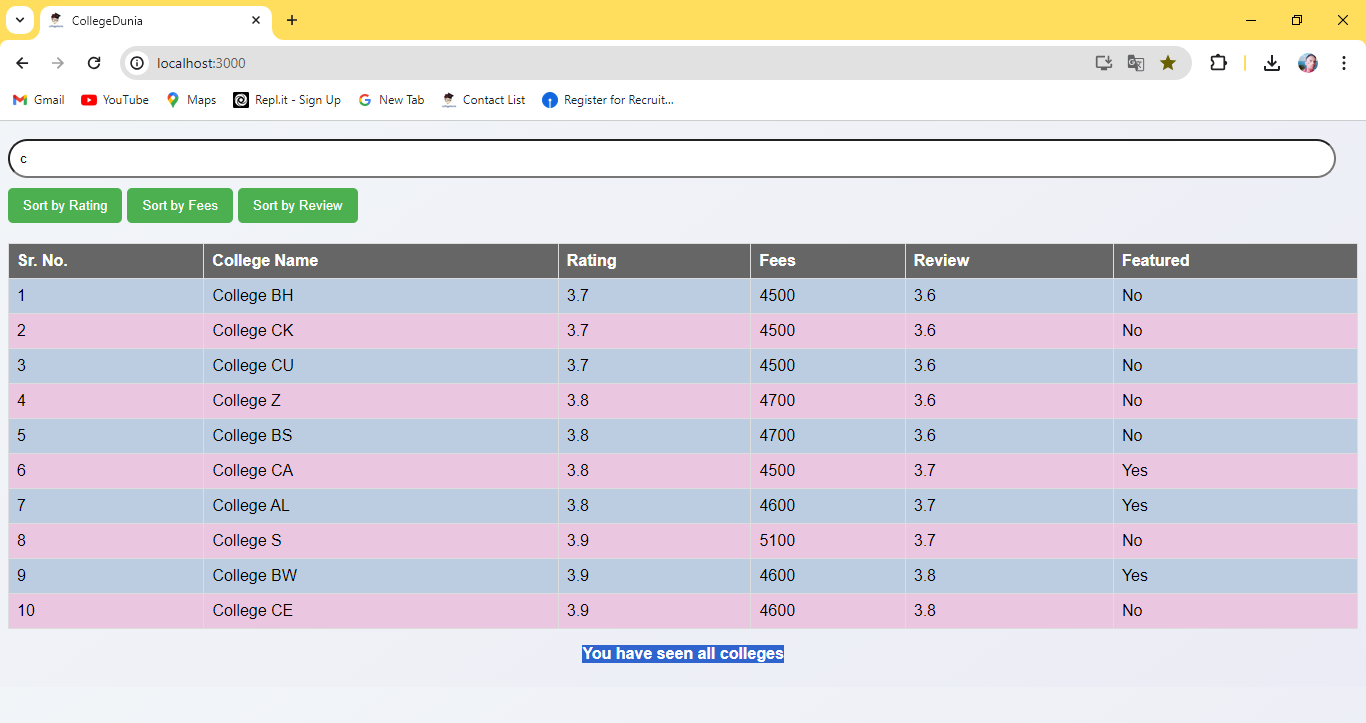 CollegeDunia
localhost:3000
Gmail YouTube Maps Repl.it - Sign Up New Tab Contact List Register for Recruit...
c
Sort by Rating Sort by Fees Sort by Review
Sr. No. College Name Rating Fees Review Featured
1 College BH 3.7 4500 3.6 No
2 College CK 3.7 4500 3.6 No
3 College CU 3.7 4500 3.6 No
4 College Z 3.8 4700 3.6 No
5 College BS 3.8 4700 3.6 No
6 College CA 3.8 4500 3.7 Yes
7 College AL 3.8 4600 3.7 Yes
8 College S 3.9 5100 3.7 No
9 College BW 3.9 4600 3.8 Yes
10 College CE 3.9 4600 3.8 No
You have seen all colleges